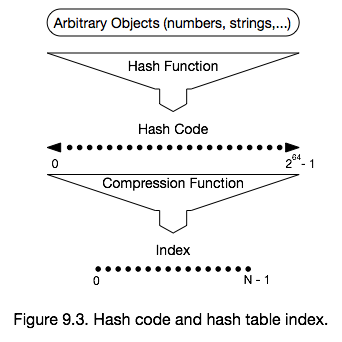 Arbitrary Objects (numbers, strings,...)
Hash Function
Hash Code
0 2^64 - 1
Compression Function
Index
0 N - 1
Figure 9.3. Hash code and hash table index.